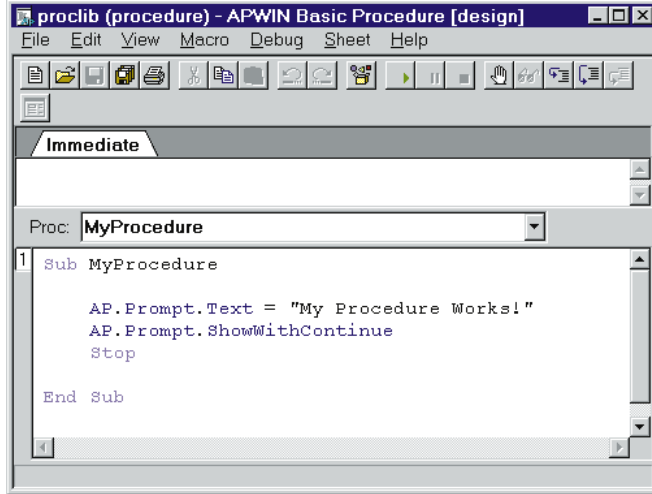 proclib (procedure) - APWIN Basic Procedure [design]
File Edit View Macro Debug Sheet Help
Immediate
Proc: MyProcedure
1
Sub MyProcedure
AP.Prompt.Text = "My Procedure Works!"
AP.Prompt.ShowWithContinue
Stop
End Sub